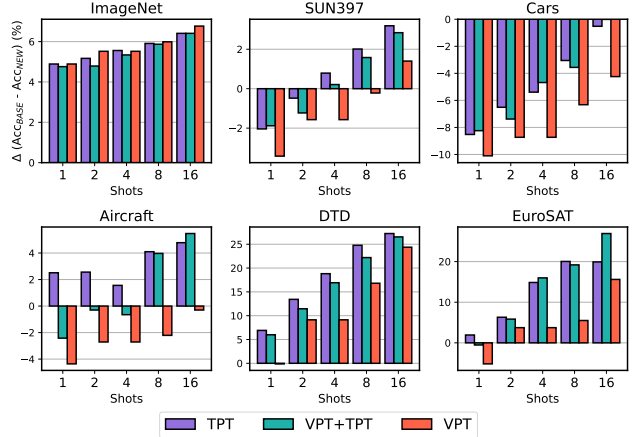 ImageNet
SUN397
Cars
Δ (Acc_BASE - Acc_NEW) (%)
6
4
2
0
1 2 4 8 16
Shots
2
0
−2
1 2 4 8 16
Shots
0
−2
−4
−6
−8
−10
1 2 4 8 16
Shots
Aircraft
DTD
EuroSAT
4
2
0
−2
−4
1 2 4 8 16
Shots
25
20
15
10
5
0
1 2 4 8 16
Shots
20
10
0
1 2 4 8 16
Shots
TPT VPT+TPT VPT